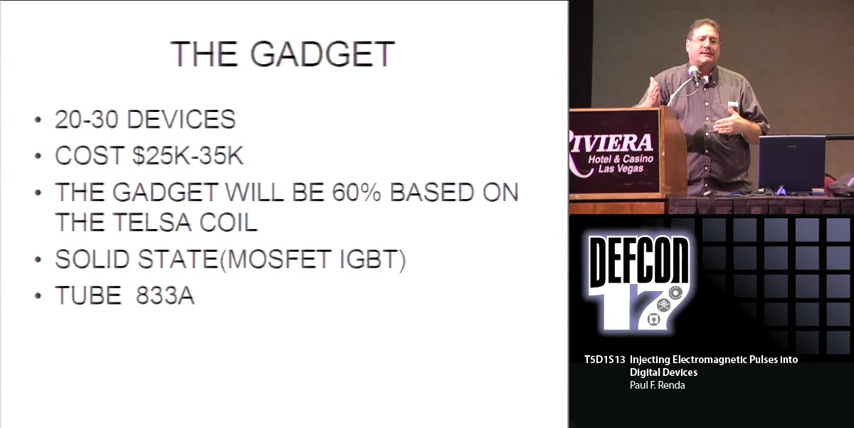 THE GADGET
• 20-30 DEVICES
• COST $25K-35K
• THE GADGET WILL BE 60% BASED ON
THE TELSA COIL
• SOLID STATE(MOSFET IGBT)
• TUBE 833A
RIVIERA
Hotel & Casino
Las Vegas
DEFCON
17
T5D1S13 Injecting Electromagnetic Pulses into
Digital Devices
Paul F. Renda